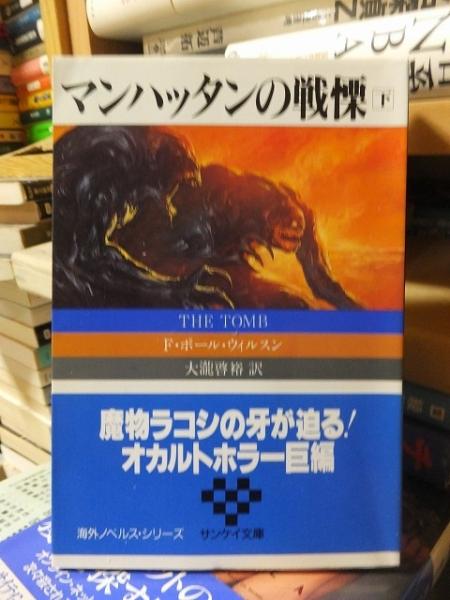 マンハッタンの戦慄 下
THE TOMB
F・ポール・ウィルスン
大瀧啓裕 訳
魔物ラコシの牙が迫る!
オカルトホラー巨編
海外ノベルス・シリーズ
サンケイ文庫